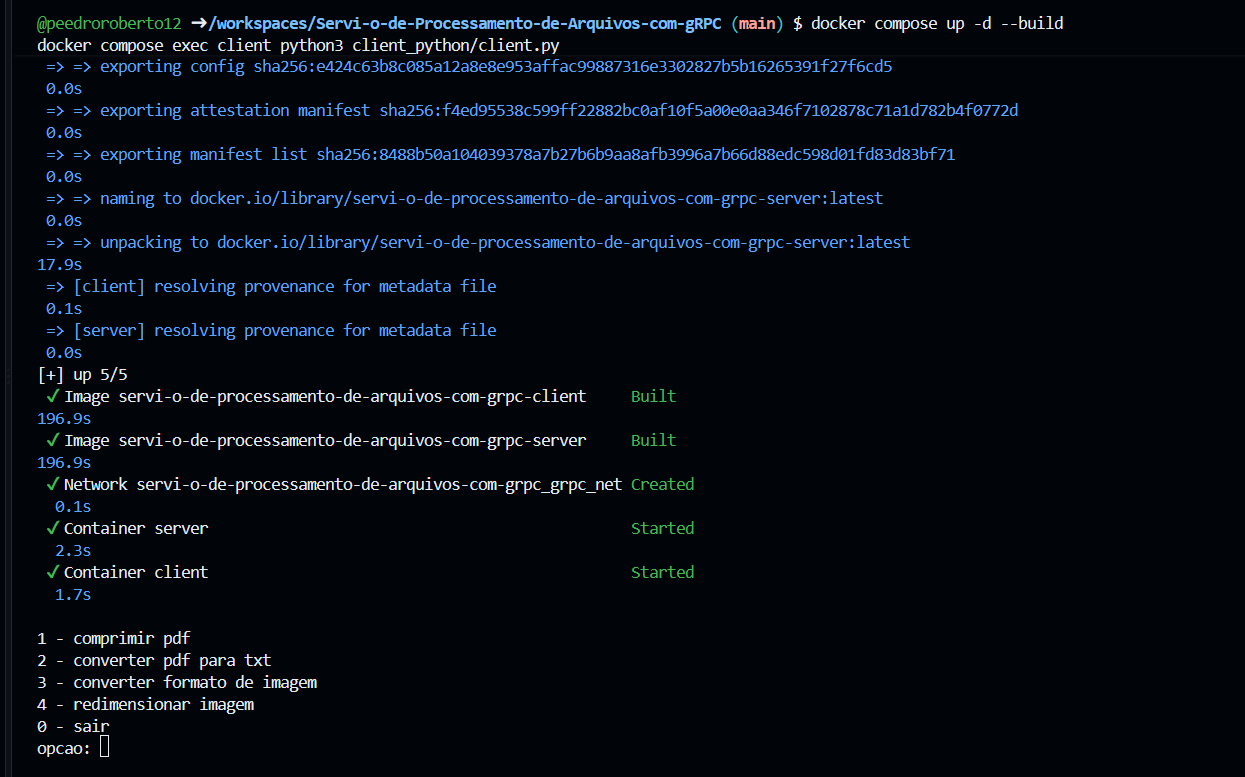 @peedroroberto12 ➜/workspaces/Servi-o-de-Processamento-de-Arquivos-com-gRPC (main) $ docker compose up -d --build
docker compose exec client python3 client_python/client.py
=> => exporting config sha256:e424c63b8c085a12a8e8e953affac99887316e3302827b5b16265391f27f6cd5
0.0s
=> => exporting attestation manifest sha256:f4ed95538c599ff22882bc0af10f5a00e0aa346f7102878c71a1d782b4f0772d
0.0s
=> => exporting manifest list sha256:8488b50a104039378a7b27b6b9aa8afb3996a7b66d88edc598d01fd83d83bf71
0.0s
=> => naming to docker.io/library/servi-o-de-processamento-de-arquivos-com-grpc-server:latest
0.0s
=> => unpacking to docker.io/library/servi-o-de-processamento-de-arquivos-com-grpc-server:latest
17.9s
=> [client] resolving provenance for metadata file
0.1s
=> [server] resolving provenance for metadata file
0.0s
[+] up 5/5
✓ Image servi-o-de-processamento-de-arquivos-com-grpc-client Built
196.9s
✓ Image servi-o-de-processamento-de-arquivos-com-grpc-server Built
196.9s
✓ Network servi-o-de-processamento-de-arquivos-com-grpc_grpc_net Created
0.1s
✓ Container server Started
2.3s
✓ Container client Started
1.7s
1 - comprimir pdf
2 - converter pdf para txt
3 - converter formato de imagem
4 - redimensionar imagem
0 - sair
opcao: